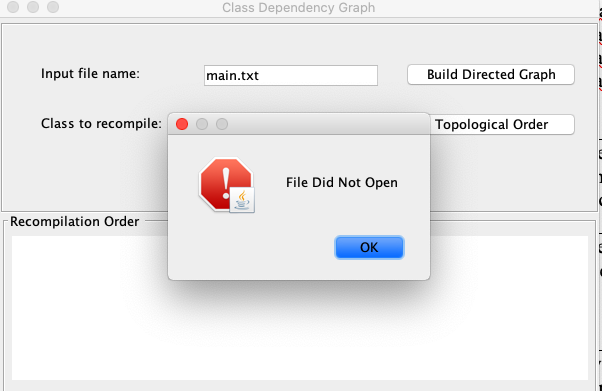 Class Dependency Graph
Input file name:
main.txt
Build Directed Graph
Class to recompile:
Topological Order
File Did Not Open
OK
Recompilation Order